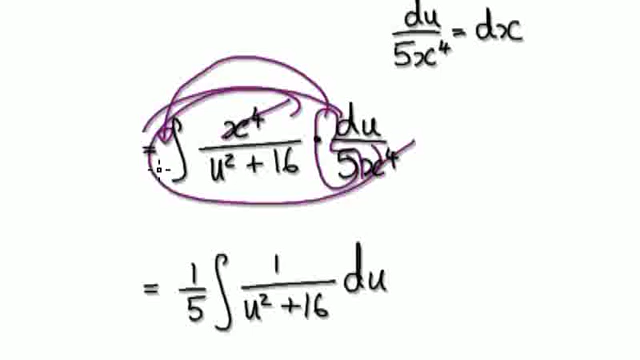 du/5x⁴ = dx
= ∫ x⁴/(u² + 16) · du/5x⁴
= 1/5 ∫ 1/(u² + 16) du